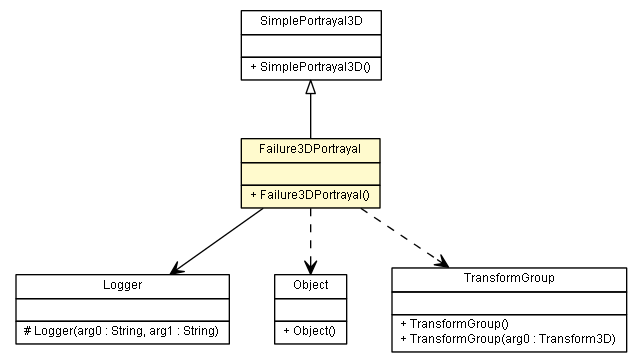 SimplePortrayal3D
+ SimplePortrayal3D()
Failure3DPortrayal
+ Failure3DPortrayal()
Logger
# Logger(arg0 : String, arg1 : String)
Object
+ Object()
TransformGroup
+ TransformGroup()
+ TransformGroup(arg0 : Transform3D)